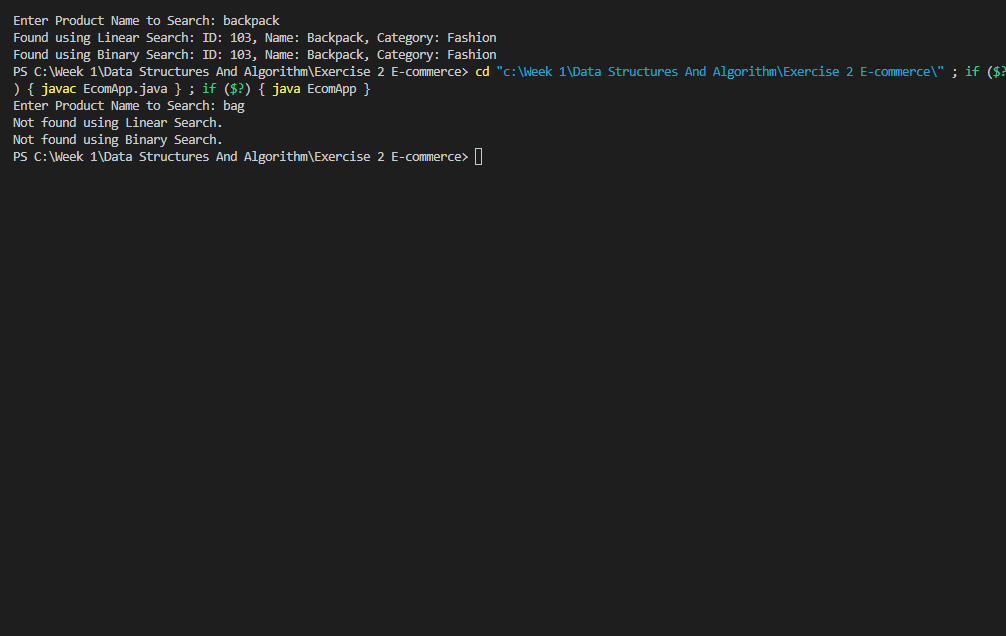 Enter Product Name to Search: backpack
Found using Linear Search: ID: 103, Name: Backpack, Category: Fashion
Found using Binary Search: ID: 103, Name: Backpack, Category: Fashion
PS C:\Week 1\Data Structures And Algorithm\Exercise 2 E-commerce> cd "c:\Week 1\Data Structures And Algorithm\Exercise 2 E-commerce\" ; if ($?
) { javac EcomApp.java } ; if ($?) { java EcomApp }
Enter Product Name to Search: bag
Not found using Linear Search.
Not found using Binary Search.
PS C:\Week 1\Data Structures And Algorithm\Exercise 2 E-commerce>